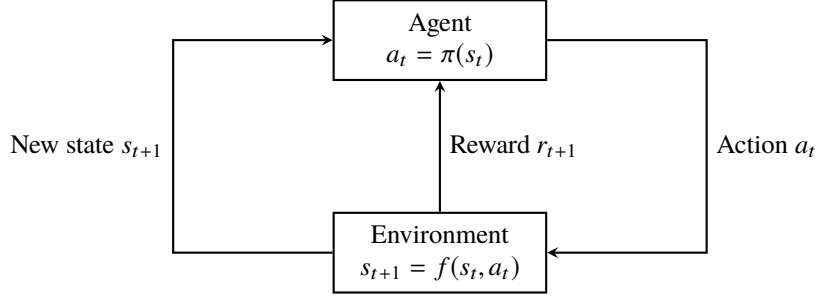 Agent
a_t = π(s_t)
New state s_{t+1}
Reward r_{t+1}
Action a_t
Environment
s_{t+1} = f(s_t, a_t)